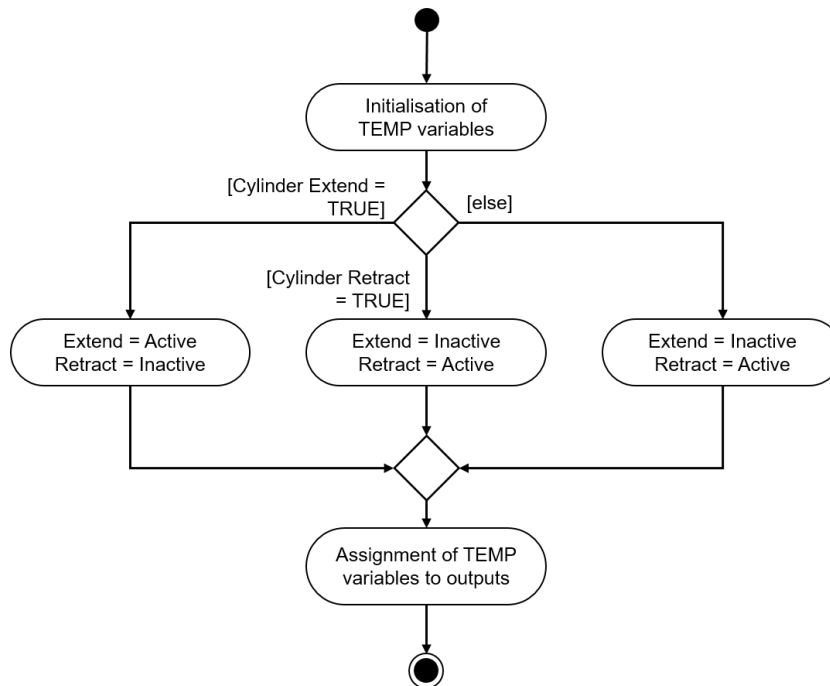 Initialisation of
TEMP variables
[Cylinder Extend =
TRUE]
[else]
[Cylinder Retract
= TRUE]
Extend = Active
Retract = Inactive
Extend = Inactive
Retract = Active
Extend = Inactive
Retract = Active
Assignment of TEMP
variables to outputs